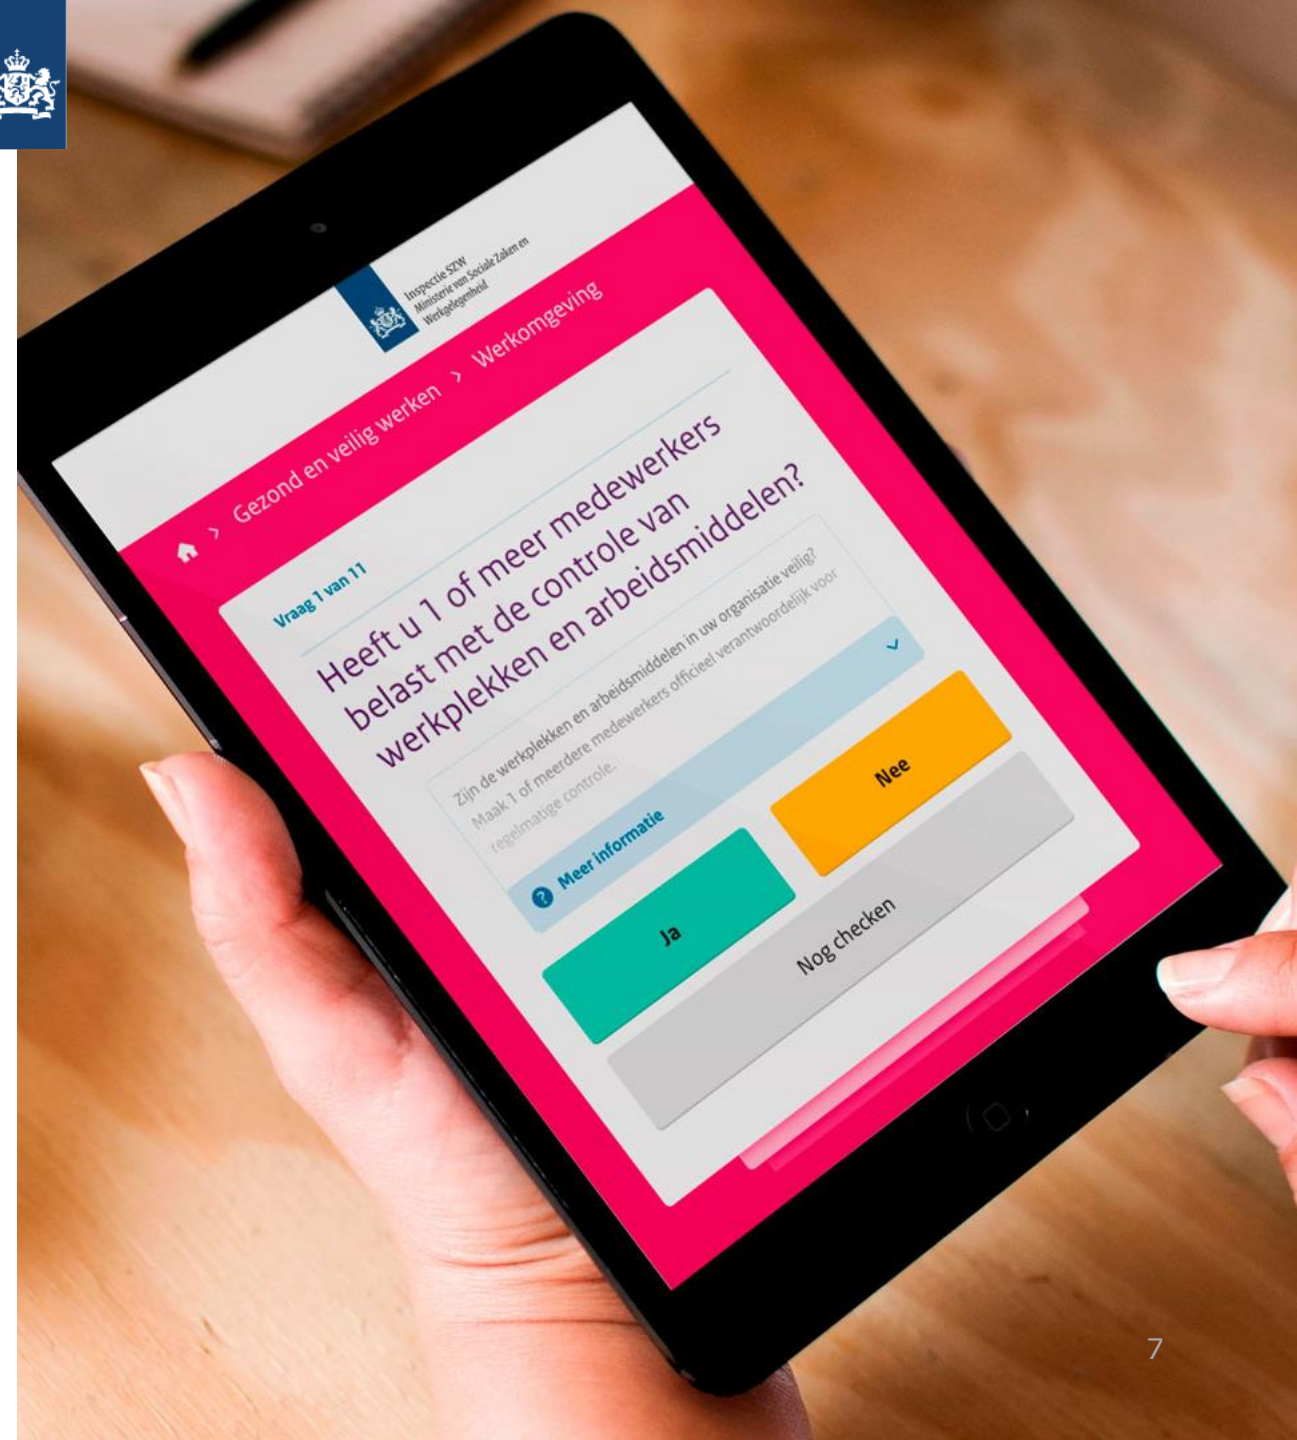 Inspectie SZW
Ministerie van Sociale Zaken en
Werkgelegenheid
Gezond en veilig werken > Werkomgeving
Vraag 1 van 11
Heeft u 1 of meer medewerkers
belast met de controle van
werkplekken en arbeidsmiddelen?
Zijn de werkplekken en arbeidsmiddelen in uw organisatie veilig?
Maak 1 of meerdere medewerkers officieel verantwoordelijk voor
regelmatige controle.
? Meer informatie
Ja
Nee
Nog checken
7